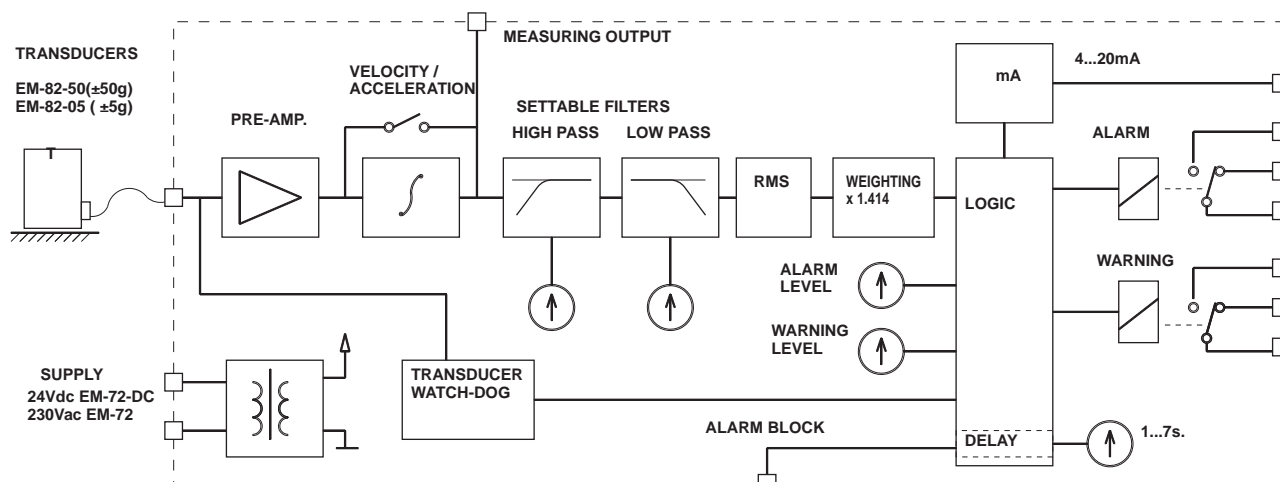 TRANSDUCERS
EM-82-50(±50g)
EM-82-05 ( ±5g)
T
PRE-AMP.
VELOCITY /
ACCELERATION
MEASURING OUTPUT
SETTABLE FILTERS
HIGH PASS
LOW PASS
RMS
WEIGHTING
x 1.414
mA
4...20mA
LOGIC
ALARM
WARNING
ALARM
LEVEL
WARNING
LEVEL
SUPPLY
24Vdc EM-72-DC
230Vac EM-72
TRANSDUCER
WATCH-DOG
ALARM BLOCK
DELAY
1...7s.